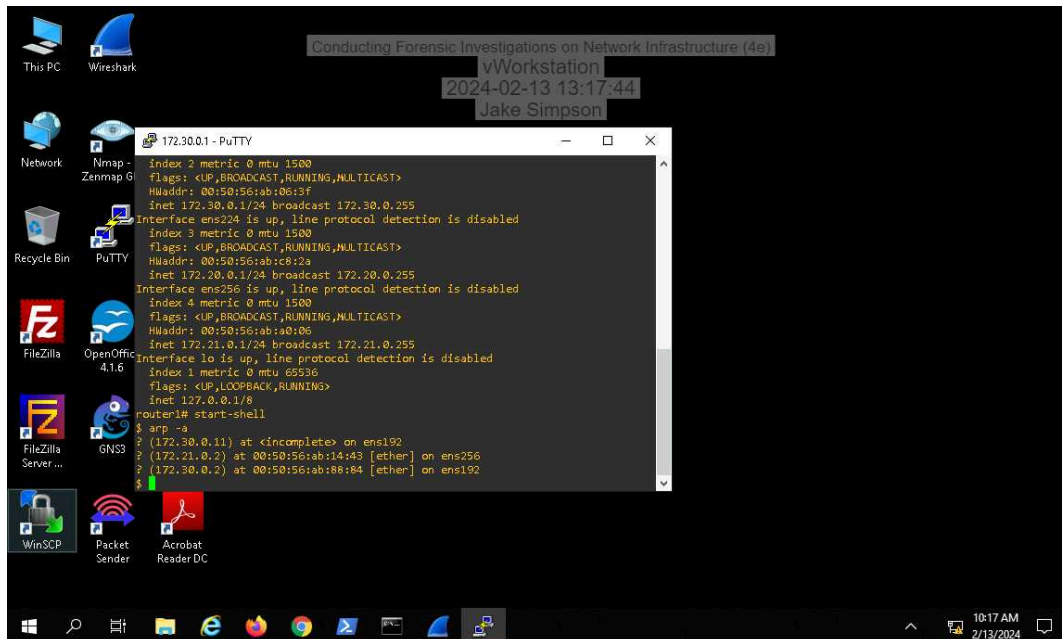 This PC
Wireshark
Conducting Forensic Investigations on Network Infrastructure (4e)
vWorkstation
2024-02-13 13:17:44
Jake Simpson
Network
Nmap -
Zenmap G
172.30.0.1 - PuTTY
index 2 metric 0 mtu 1500
flags: <UP,BROADCAST,RUNNING,MULTICAST>
HWaddr: 00:50:56:ab:06:3f
inet 172.30.0.1/24 broadcast 172.30.0.255
Interface ens224 is up, line protocol detection is disabled
index 3 metric 0 mtu 1500
flags: <UP,BROADCAST,RUNNING,MULTICAST>
HWaddr: 00:50:56:ab:c8:2a
inet 172.20.0.1/24 broadcast 172.20.0.255
Interface ens256 is up, line protocol detection is disabled
index 4 metric 0 mtu 1500
flags: <UP,BROADCAST,RUNNING,MULTICAST>
HWaddr: 00:50:56:ab:a0:06
inet 172.21.0.1/24 broadcast 172.21.0.255
Interface lo is up, line protocol detection is disabled
index 1 metric 0 mtu 65536
flags: <UP,LOOPBACK,RUNNING>
inet 127.0.0.1/8
router1# start-shell
$ arp -a
? (172.30.0.11) at <incomplete> on ens192
? (172.21.0.2) at 00:50:56:ab:14:43 [ether] on ens256
? (172.30.0.2) at 00:50:56:ab:88:84 [ether] on ens192
$
Recycle Bin
PuTTY
FileZilla
OpenOffic
4.1.6
FileZilla
Server ...
GNS3
WinSCP
Packet
Sender
Acrobat
Reader DC
10:17 AM
2/13/2024